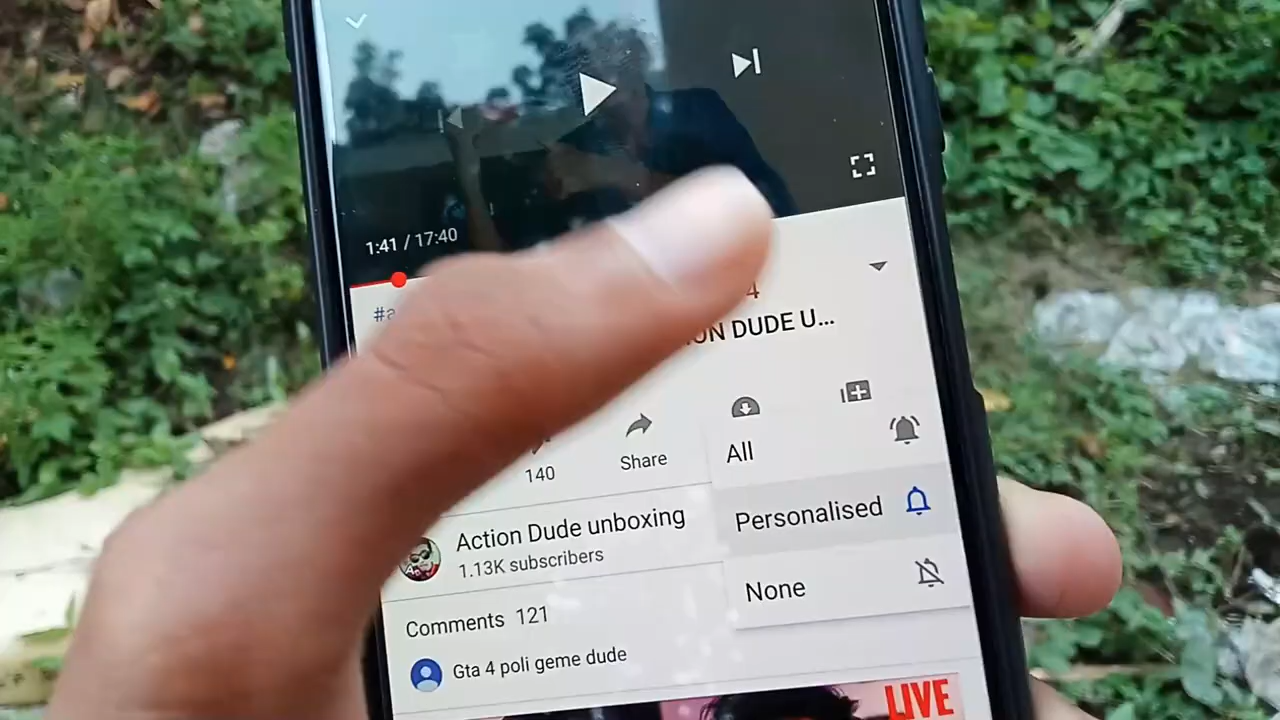 1:41 / 17:40
#a
4
ON DUDE U...
140
Share
All
Personalised
None
Action Dude unboxing
1.13K subscribers
Comments 121
Gta 4 poli geme dude
LIVE